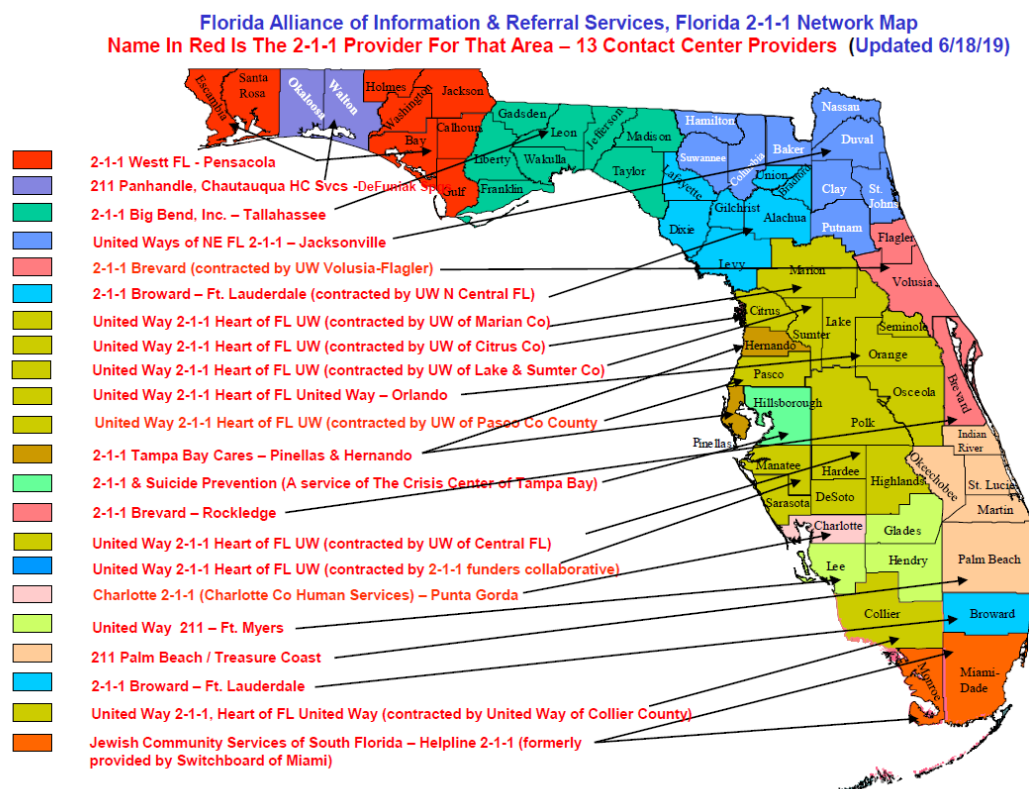 Florida Alliance of Information & Referral Services, Florida 2-1-1 Network Map
Name In Red Is The 2-1-1 Provider For That Area – 13 Contact Center Providers (Updated 6/18/19)
Escambia
Santa Rosa
Okaloosa
Walton
Holmes
Washington
Jackson
Bay
Calhoun
Gulf
Gadsden
Liberty
Franklin
Leon
Wakulla
Jefferson
Madison
Taylor
Hamilton
Suwannee
Lafayette
Columbia
Baker
Union
Bradford
Nassau
Duval
Clay
St. Johns
Putnam
Gilchrist
Alachua
Dixie
Levy
Flagler
Volusia
Marion
Citrus
Sumter
Lake
Seminole
Hernando
Orange
Pasco
Osceola
Brevard
Hillsborough
Polk
Pinellas
Indian River
Manatee
Hardee
Highlands
Okeechobee
St. Lucie
Sarasota
DeSoto
Martin
Charlotte
Glades
Lee
Hendry
Palm Beach
Collier
Broward
Monroe
Miami-
Dade
2-1-1 Westt FL - Pensacola
211 Panhandle, Chautauqua HC Svcs -DeFuniak Spgs
2-1-1 Big Bend, Inc. – Tallahassee
United Ways of NE FL 2-1-1 – Jacksonville
2-1-1 Brevard (contracted by UW Volusia-Flagler)
2-1-1 Broward – Ft. Lauderdale (contracted by UW N Central FL)
United Way 2-1-1 Heart of FL UW (contracted by UW of Marian Co)
United Way 2-1-1 Heart of FL UW (contracted by UW of Citrus Co)
United Way 2-1-1 Heart of FL UW (contracted by UW of Lake & Sumter Co)
United Way 2-1-1 Heart of FL United Way – Orlando
United Way 2-1-1 Heart of FL UW (contracted by UW of Pasco Co County
2-1-1 Tampa Bay Cares – Pinellas & Hernando
2-1-1 & Suicide Prevention (A service of The Crisis Center of Tampa Bay)
2-1-1 Brevard – Rockledge
United Way 2-1-1 Heart of FL UW (contracted by UW of Central FL)
United Way 2-1-1 Heart of FL UW (contracted by 2-1-1 funders collaborative)
Charlotte 2-1-1 (Charlotte Co Human Services) – Punta Gorda
United Way 211 – Ft. Myers
211 Palm Beach / Treasure Coast
2-1-1 Broward – Ft. Lauderdale
United Way 2-1-1, Heart of FL United Way (contracted by United Way of Collier County)
Jewish Community Services of South Florida – Helpline 2-1-1 (formerly
provided by Switchboard of Miami)